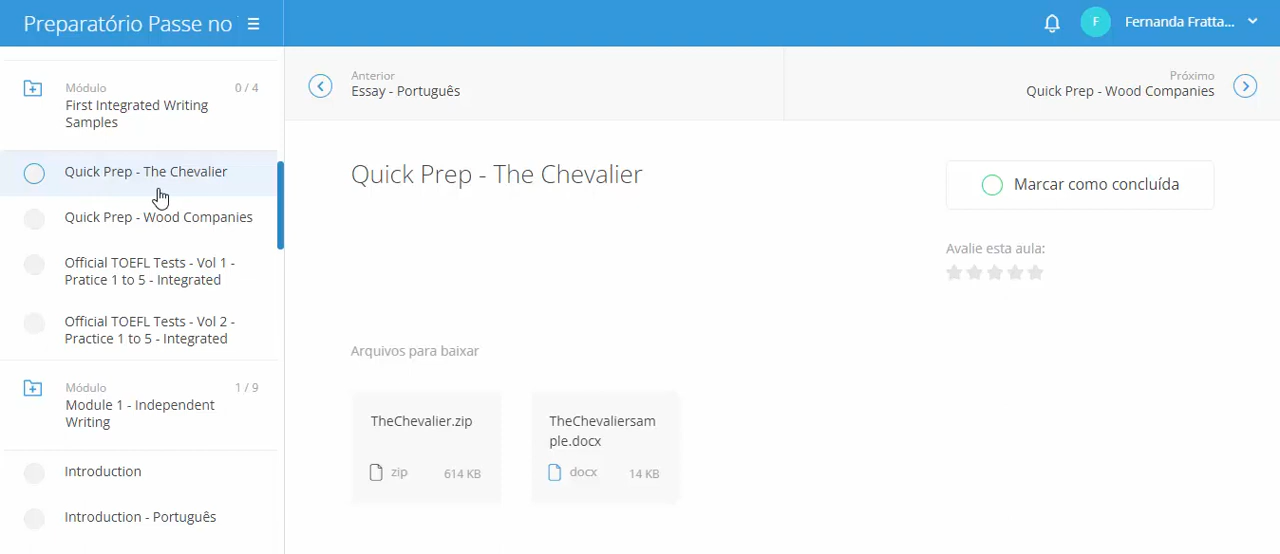 Preparatório Passe no
F
Fernanda Fratta...
Módulo
0 / 4
First Integrated Writing
Samples
Quick Prep - The Chevalier
Quick Prep - Wood Companies
Official TOEFL Tests - Vol 1 -
Pratice 1 to 5 - Integrated
Official TOEFL Tests - Vol 2 -
Practice 1 to 5 - Integrated
Módulo
1 / 9
Module 1 - Independent
Writing
Introduction
Introduction - Português
Anterior
Essay - Português
Próximo
Quick Prep - Wood Companies
Quick Prep - The Chevalier
Marcar como concluída
Avalie esta aula:
Arquivos para baixar
TheChevalier.zip
zip
614 KB
TheChevaliersam
ple.docx
docx
14 KB